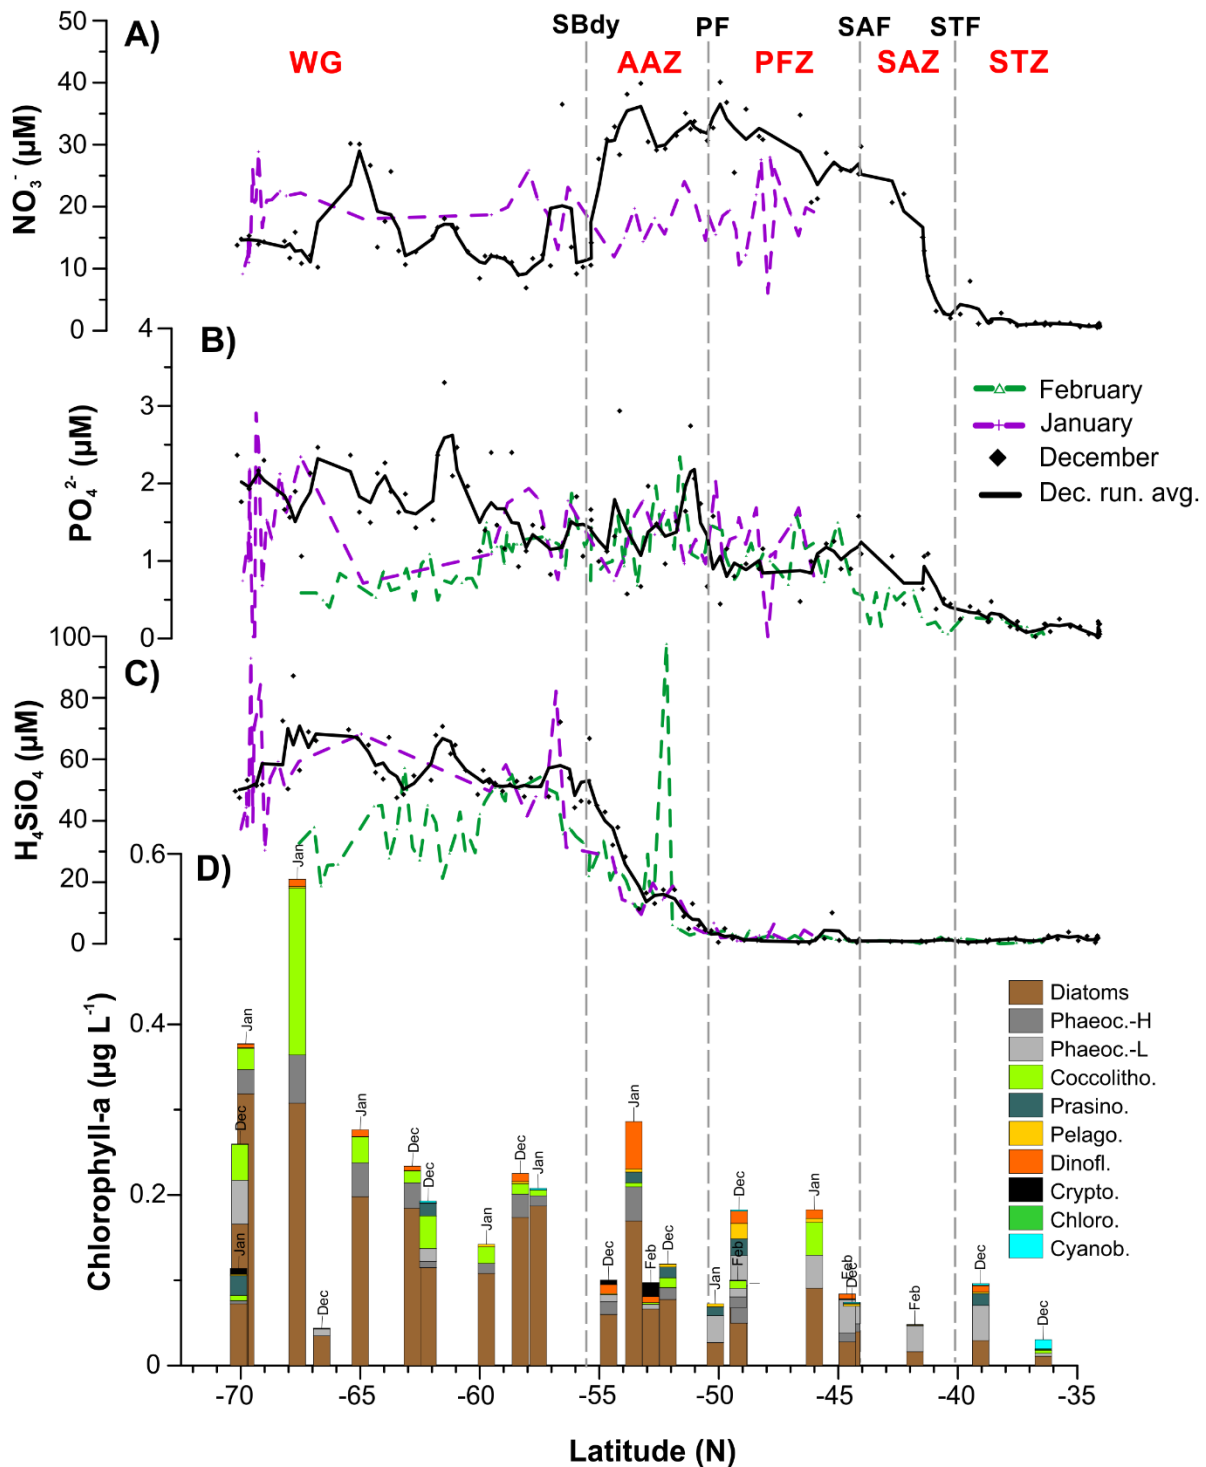 SBdy PF SAF STF
A)
WG AAZ PFZ SAZ STZ
NO₃⁻ (µM)
50
40
30
20
10
0
B)
PO₄²⁻ (µM)
4
3
2
1
0
February
January
December
Dec. run. avg.
C)
H₄SiO₄ (µM)
100
80
60
40
20
0
D)
Chlorophyll-a (µg L⁻¹)
0.6
0.4
0.2
0
Jan
Dec
Jan
Jan
Dec
Jan
Dec
Dec
Jan
Dec
Jan
Dec
Jan
Feb
Dec
Jan
Dec
Feb
Jan
Feb
Dec
Feb
Dec
Dec
Diatoms
Phaeoc.-H
Phaeoc.-L
Coccolitho.
Prasino.
Pelago.
Dinofl.
Crypto.
Chloro.
Cyanob.
-70 -65 -60 -55 -50 -45 -40 -35
Latitude (N)